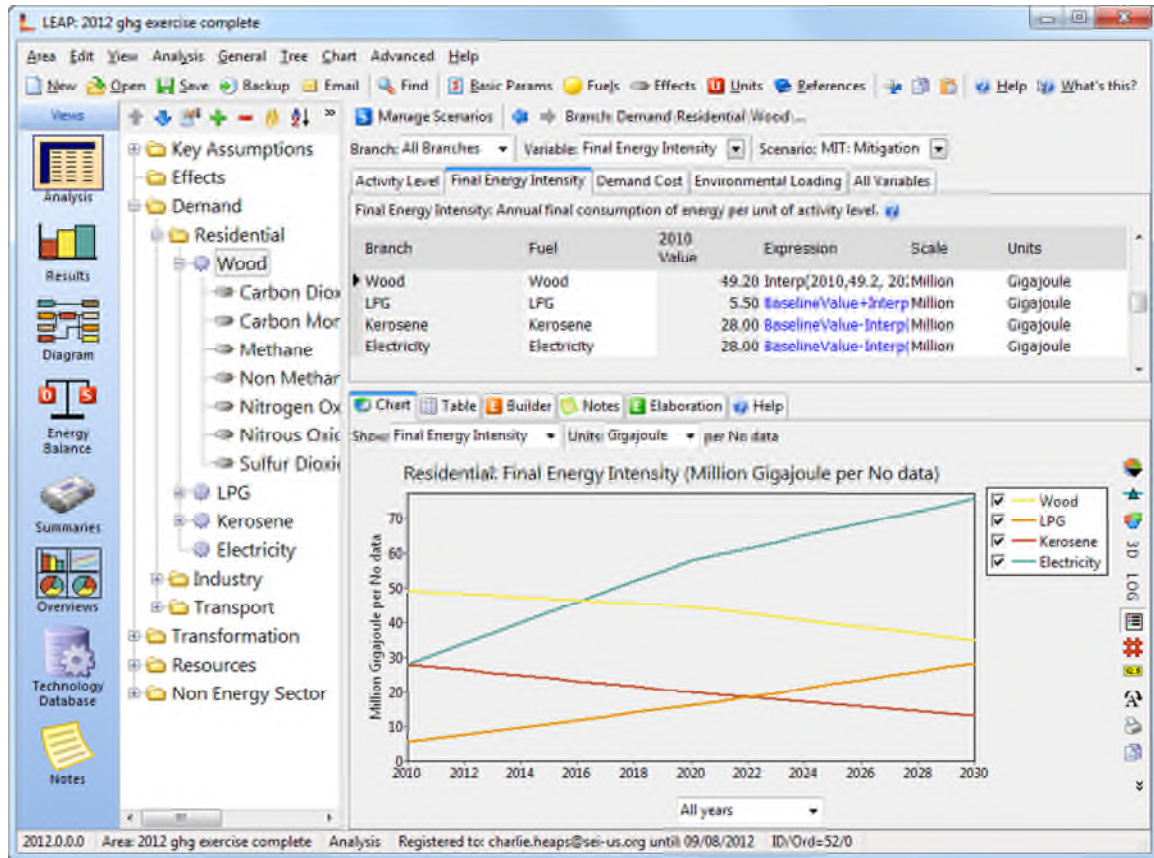 LEAP: 2012 ghg exercise complete
Area Edit View Analysis General Tree Chart Advanced Help
New Open Save Backup Email Find Basic Params Fuels Effects Units References Help What's this?
Views
Analysis
Results
Diagram
Energy Balance
Summaries
Overviews
Technology Database
Notes
Key Assumptions
Effects
Demand
Residential
Wood
Carbon Diox
Carbon Mor
Methane
Non Methar
Nitrogen Ox
Nitrous Oxic
Sulfur Dioxi
LPG
Kerosene
Electricity
Industry
Transport
Transformation
Resources
Non Energy Sector
Manage Scenarios Branch: Demand\Residential\Wood\...
Branch: All Branches Variable: Final Energy Intensity Scenario: MIT: Mitigation
Activity Level Final Energy Intensity Demand Cost Environmental Loading All Variables
Final Energy Intensity: Annual final consumption of energy per unit of activity level.
Branch Fuel 2010 Value Expression Scale Units
Wood Wood 49.20 Interp(2010,49.2, 20: Million Gigajoule
LPG LPG 5.50 BaselineValue+Interp Million Gigajoule
Kerosene Kerosene 28.00 BaselineValue-Interp( Million Gigajoule
Electricity Electricity 28.00 BaselineValue-Interp( Million Gigajoule
Chart Table Builder Notes Elaboration Help
Show: Final Energy Intensity Units: Gigajoule per No data
Residential: Final Energy Intensity (Million Gigajoule per No data)
Million Gigajoule per No data
70
60
50
40
30
20
10
0
2010 2012 2014 2016 2018 2020 2022 2024 2026 2028 2030
Wood
LPG
Kerosene
Electricity
3D
LOG
All years
2012.0.0.0 Area: 2012 ghg exercise complete Analysis Registered to: charlie.heaps@sei-us.org until 09/08/2012 ID/Ord=52/0